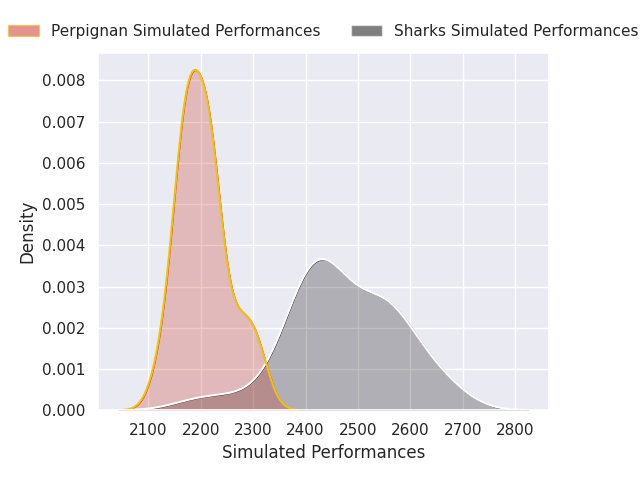 Perpignan Simulated Performances Sharks Simulated Performances
0.008
0.007
0.006
0.005
0.004
0.003
0.002
0.001
0.000
Density
2100 2200 2300 2400 2500 2600 2700 2800
Simulated Performances